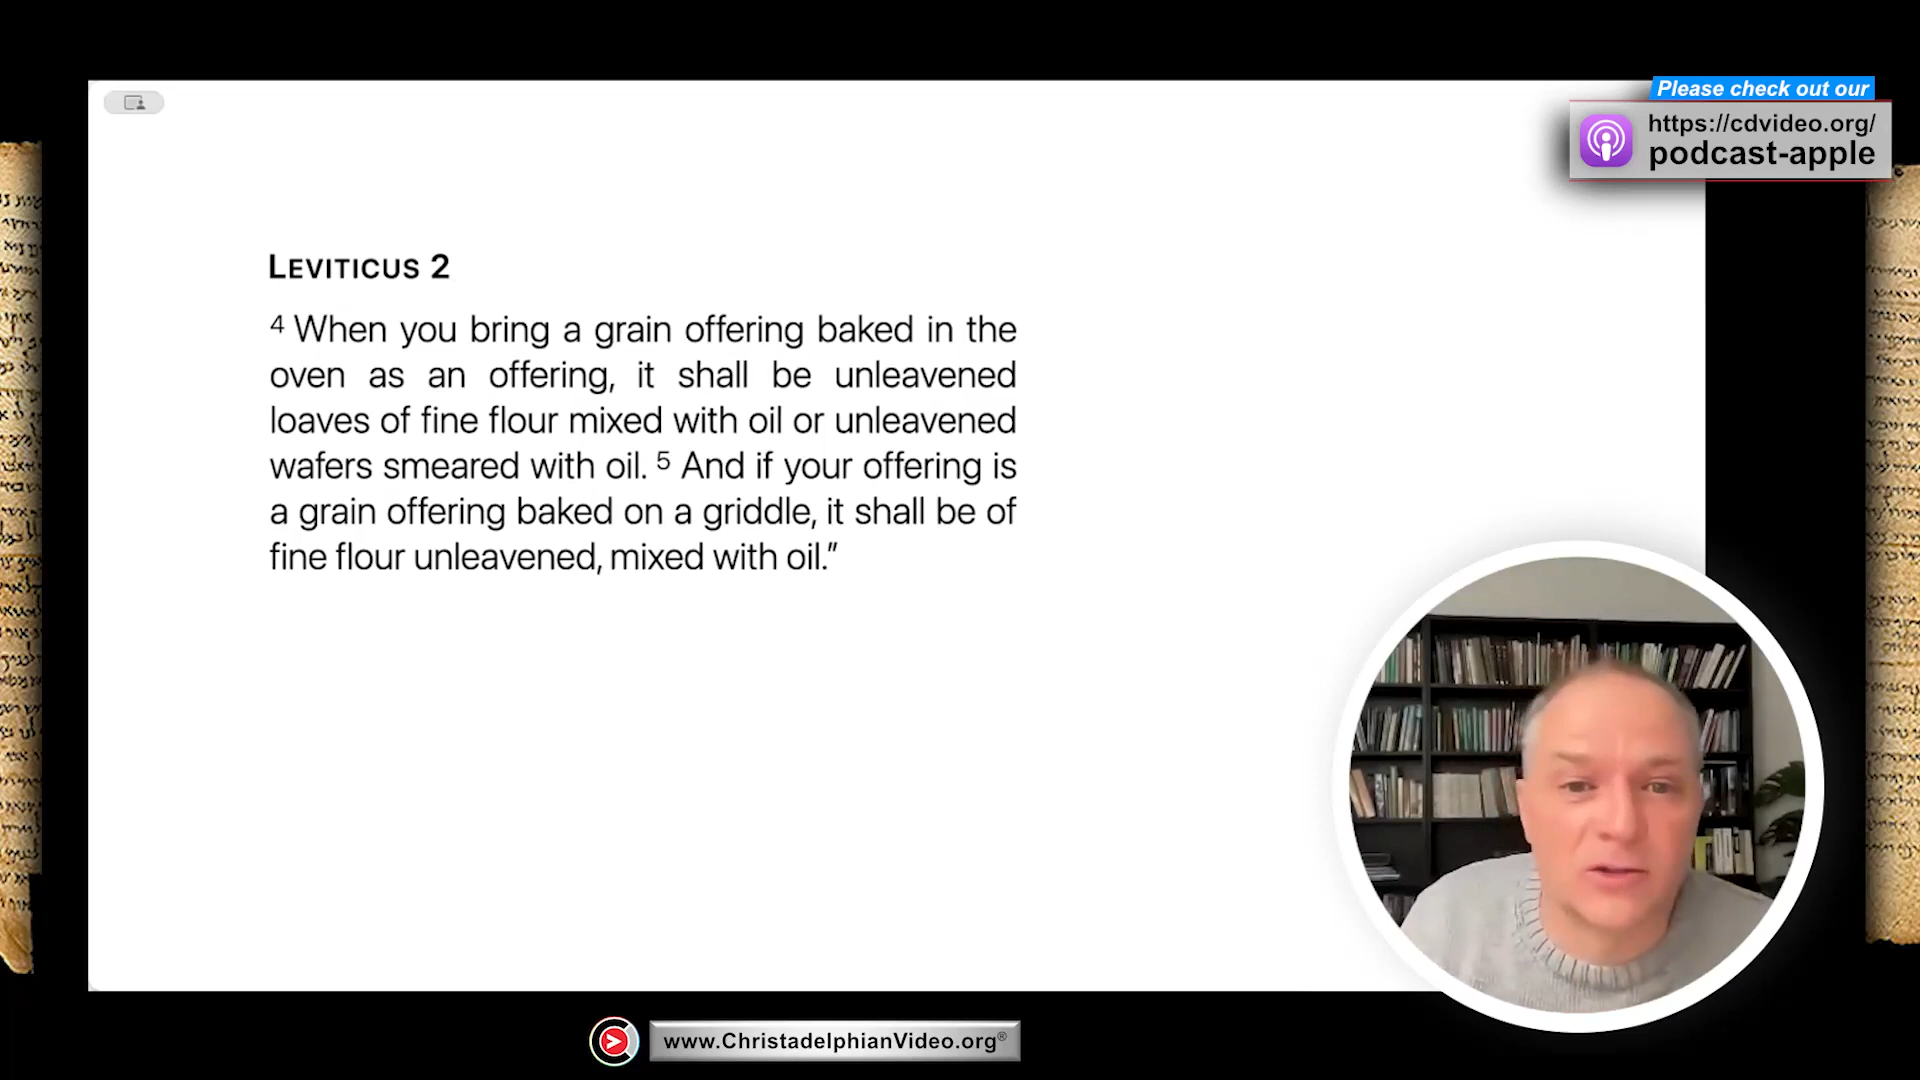 Please check out our
https://cdvideo.org/
podcast-apple
LEVITICUS 2
4 When you bring a grain offering baked in the
oven as an offering, it shall be unleavened
loaves of fine flour mixed with oil or unleavened
wafers smeared with oil. 5 And if your offering is
a grain offering baked on a griddle, it shall be of
fine flour unleavened, mixed with oil.”
www.ChristadelphianVideo.org®